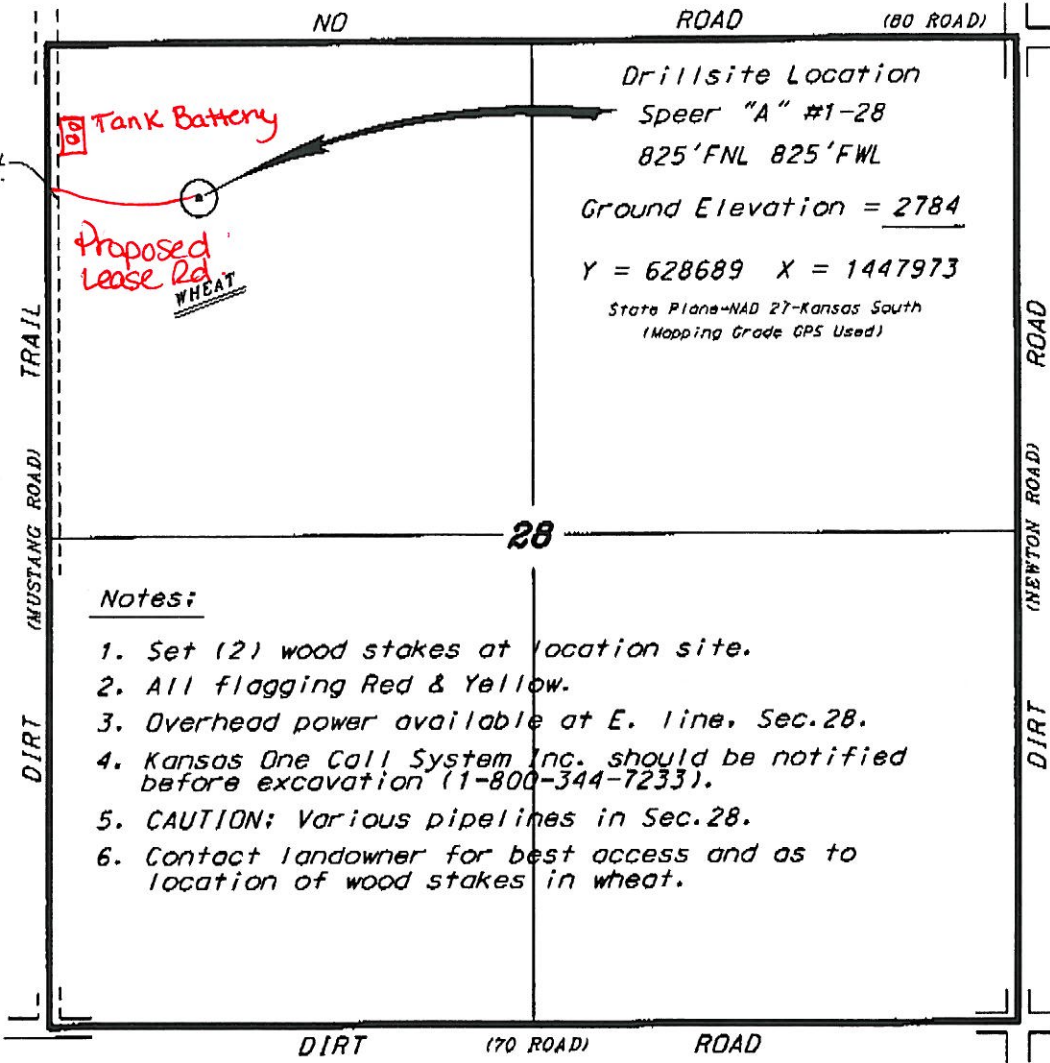 NO ROAD (80 ROAD)
Drillsite Location
Speer "A" #1-28
825'FNL 825'FWL
Ground Elevation = 2784
Y = 628689 X = 1447973
State Plane-NAD 27-Kansas South
(Mapping Grade GPS Used)
Tank Battery
Proposed
Lease Rd.
WHEAT
DIRT (MUSTANG ROAD) TRAIL
DIRT (NEWTON ROAD) ROAD
28
Notes:
1. Set (2) wood stakes at location site.
2. All flagging Red & Yellow.
3. Overhead power available at E. line, Sec.28.
4. Kansas One Call System Inc. should be notified
before excavation (1-800-344-7233).
5. CAUTION: Various pipelines in Sec.28.
6. Contact landowner for best access and as to
location of wood stakes in wheat.
DIRT (70 ROAD) ROAD